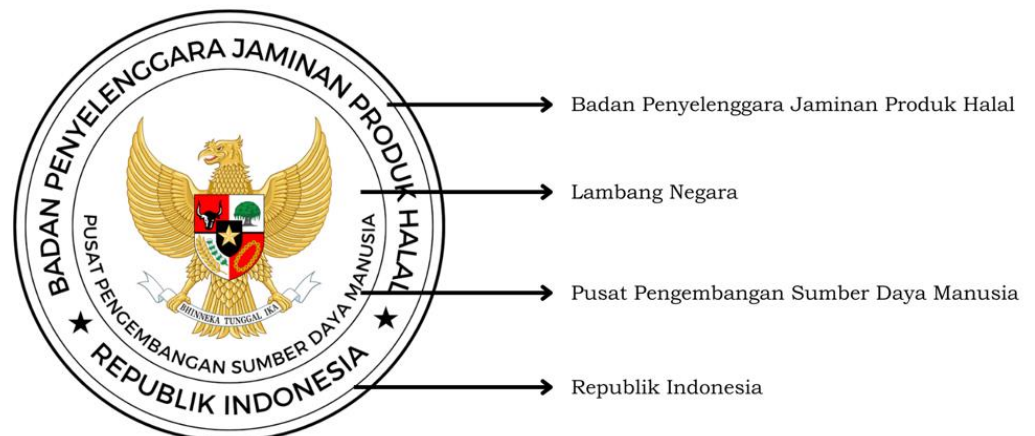 BADAN PENYELENGGARA JAMINAN PRODUK HALAL
PUSAT PENGEMBANGAN SUMBER DAYA MANUSIA
BHINNEKA TUNGGAL IKA
★ REPUBLIK INDONESIA ★
Badan Penyelenggara Jaminan Produk Halal
Lambang Negara
Pusat Pengembangan Sumber Daya Manusia
Republik Indonesia